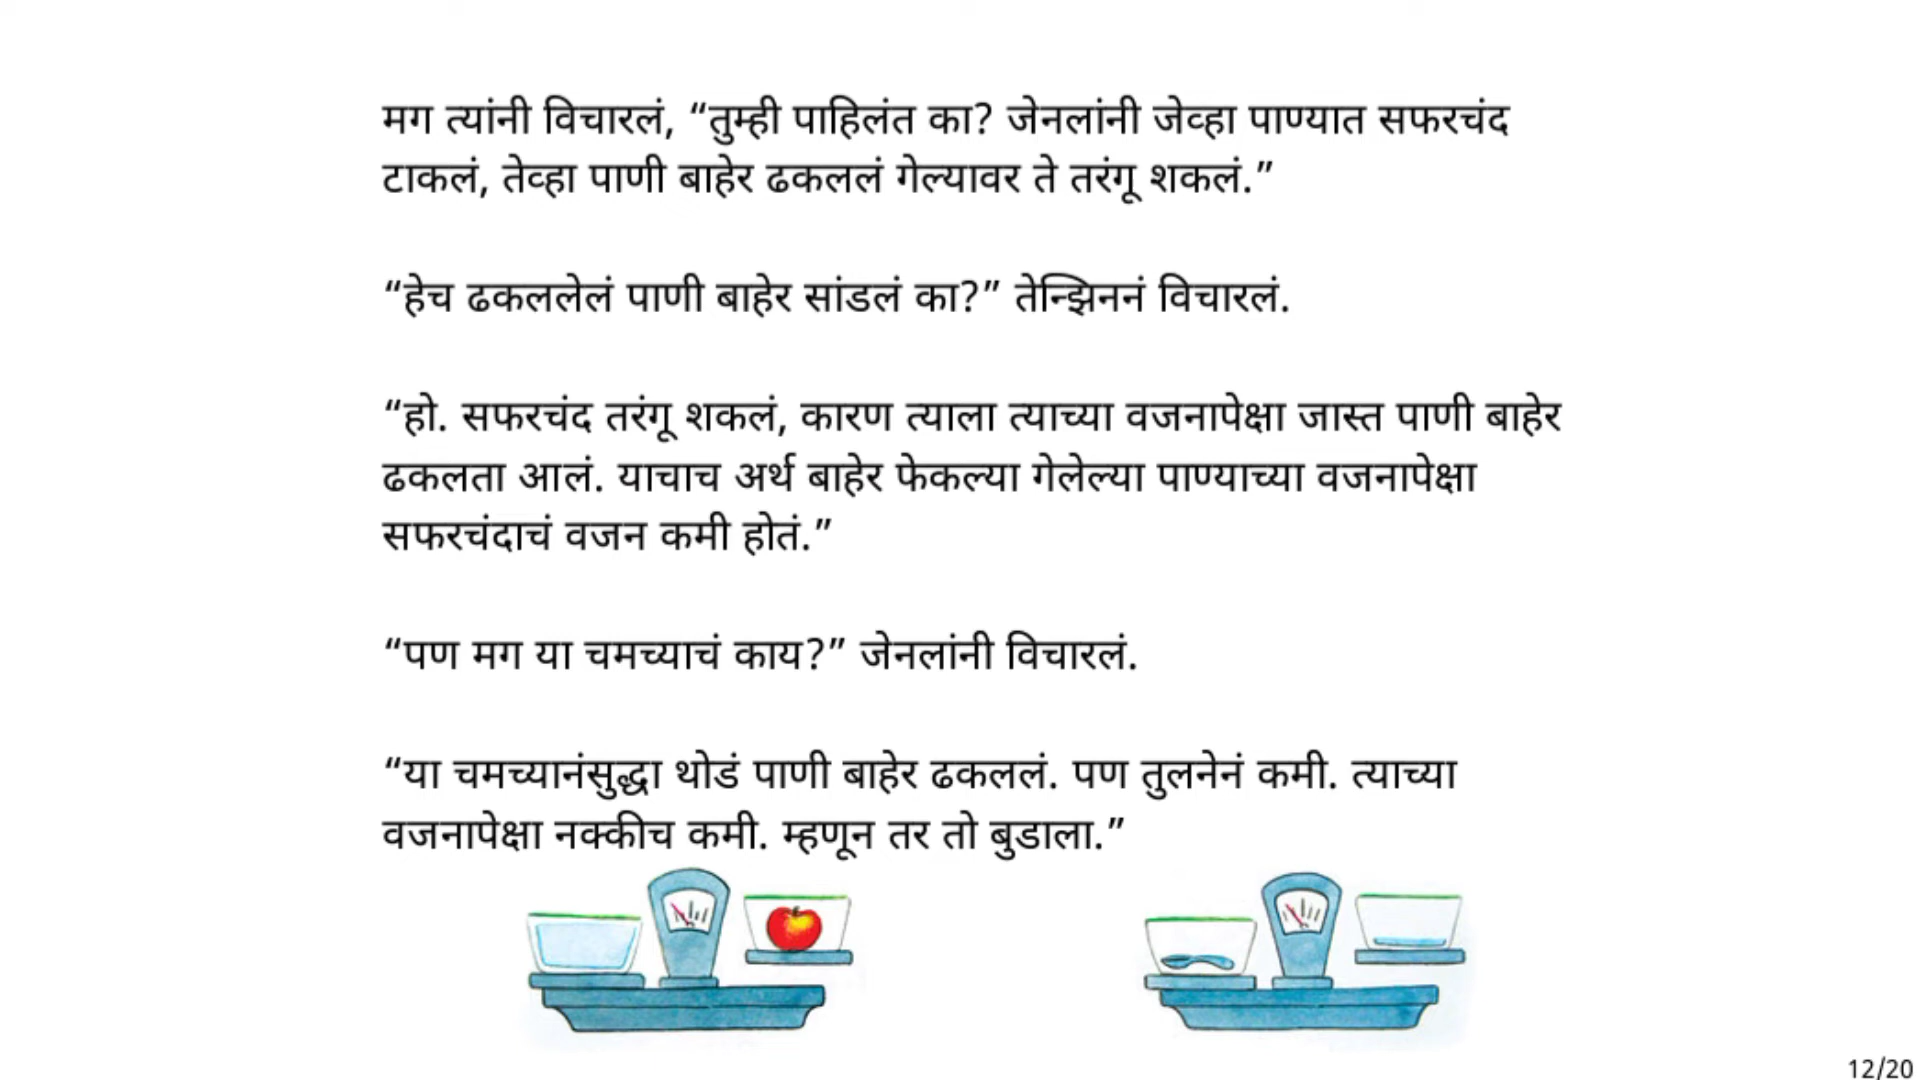 मग त्यांनी विचारलं, “तुम्ही पाहिलंत का? जेनलांनी जेव्हा पाण्यात सफरचंद
टाकलं, तेव्हा पाणी बाहेर ढकललं गेल्यावर ते तरंगू शकलं.”
“हेच ढकललेलं पाणी बाहेर सांडलं का?” तेन्झिननं विचारलं.
“हो. सफरचंद तरंगू शकलं, कारण त्याला त्याच्या वजनापेक्षा जास्त पाणी बाहेर
ढकलता आलं. याचाच अर्थ बाहेर फेकल्या गेलेल्या पाण्याच्या वजनापेक्षा
सफरचंदाचं वजन कमी होतं.”
“पण मग या चमच्याचं काय?” जेनलांनी विचारलं.
“या चमच्यानंसुद्धा थोडं पाणी बाहेर ढकललं. पण तुलनेनं कमी. त्याच्या
वजनापेक्षा नक्कीच कमी. म्हणून तर तो बुडाला.”
12/20